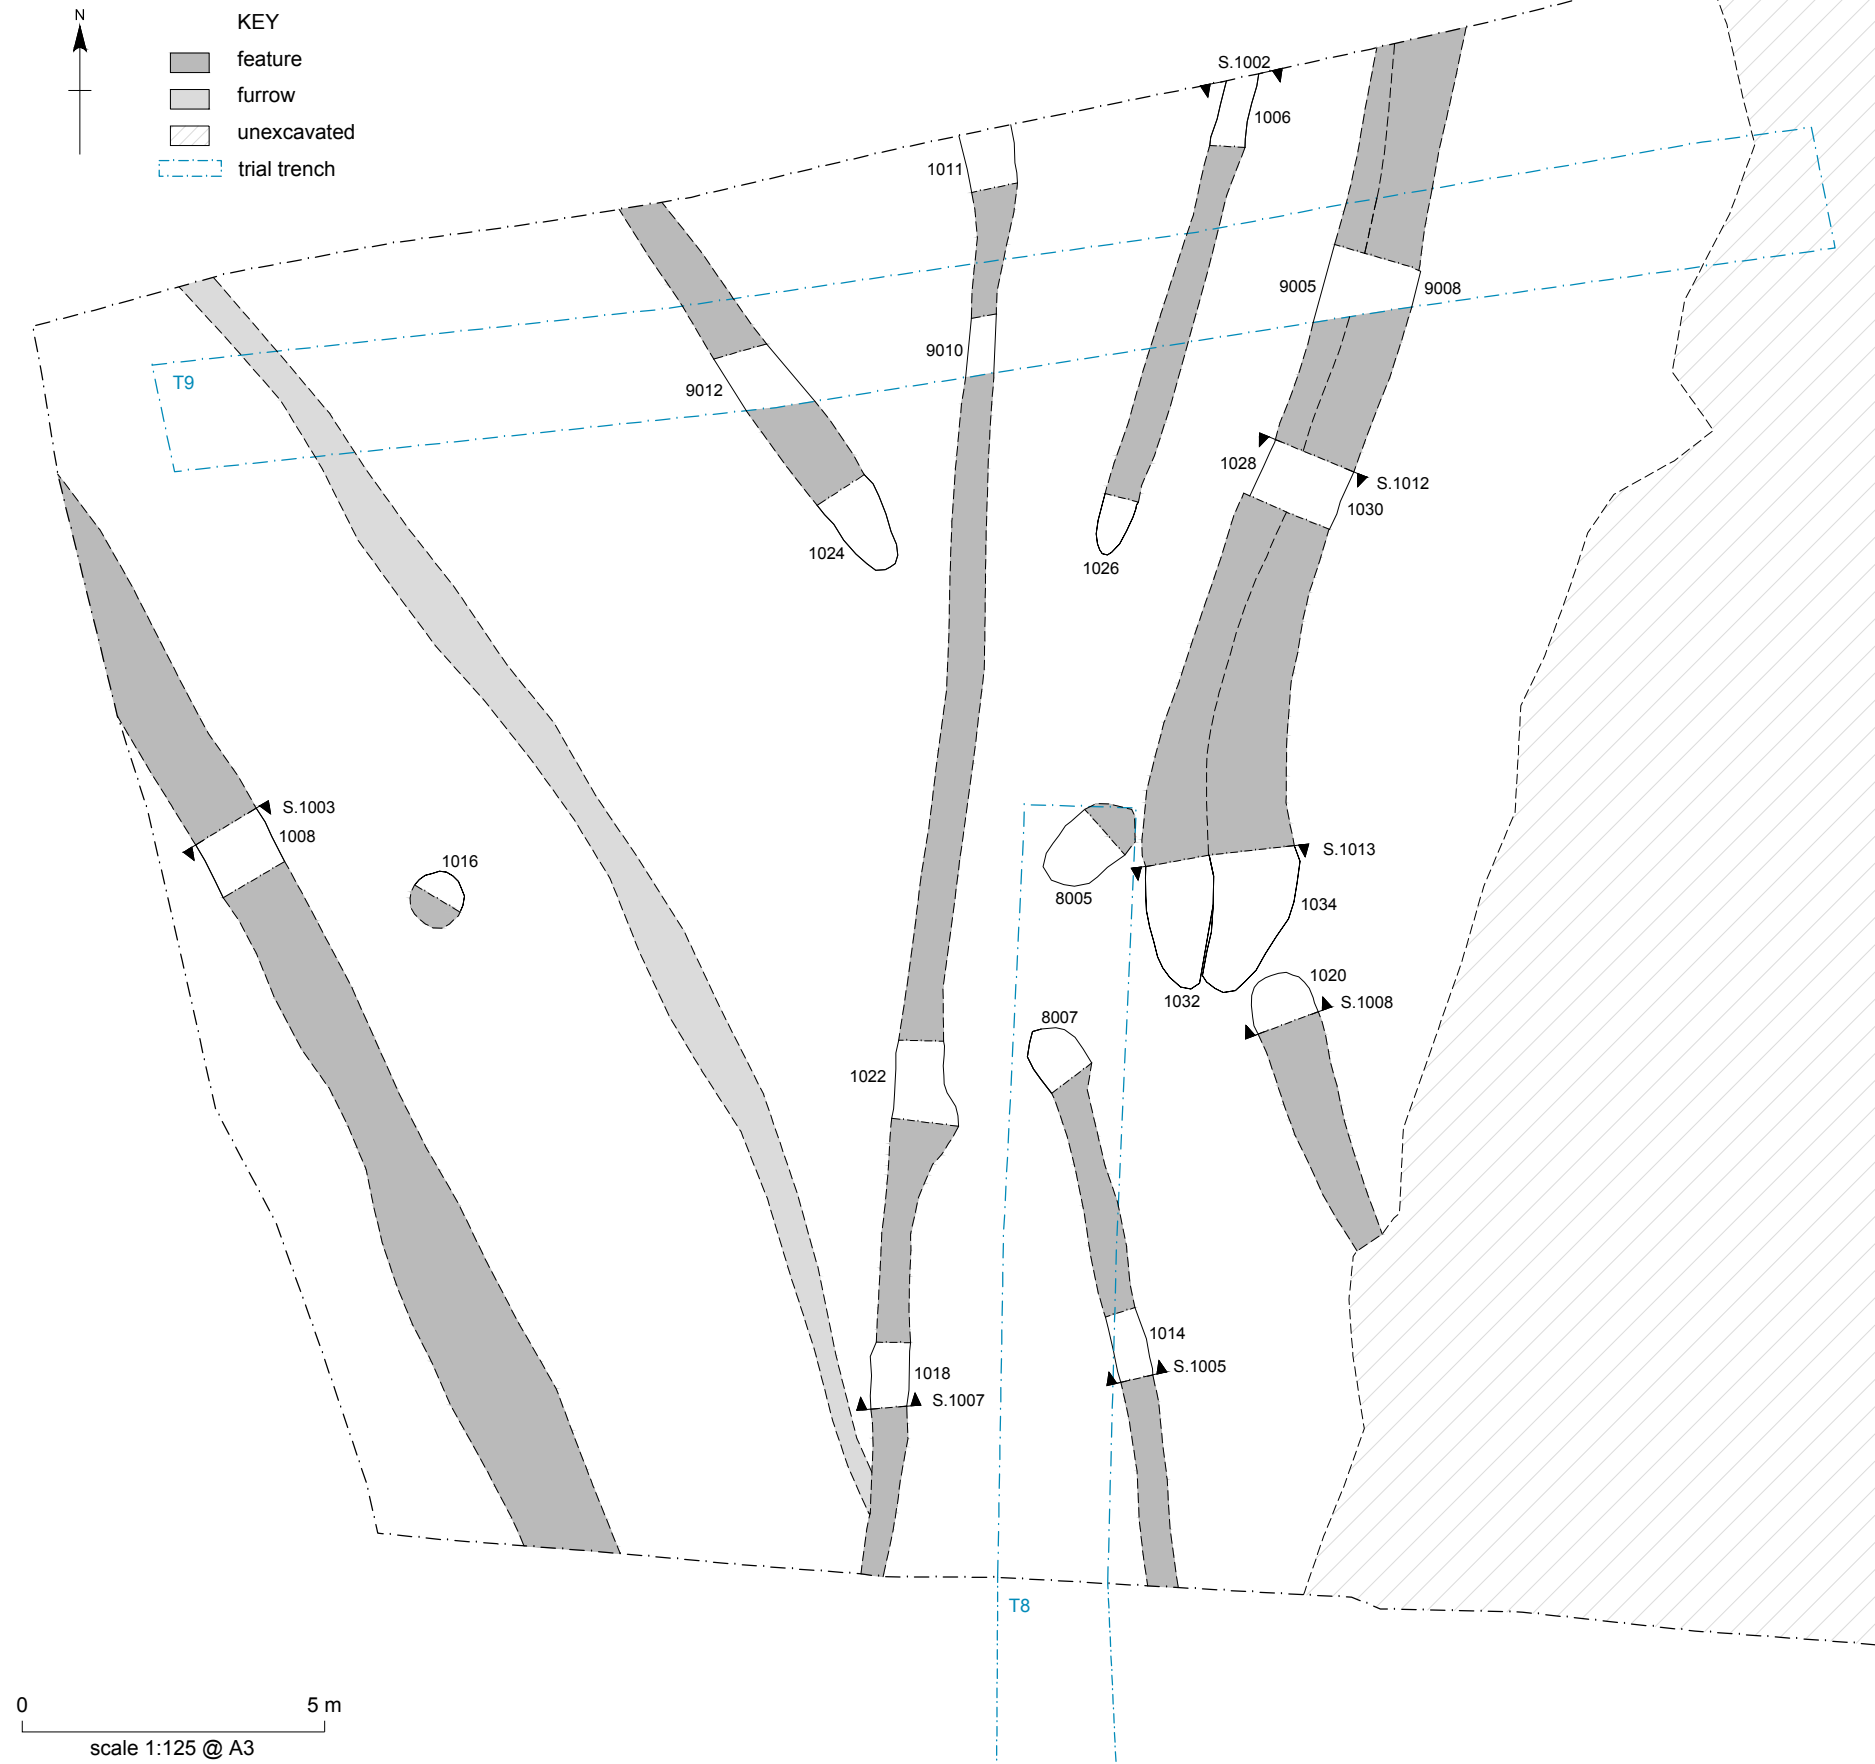 N
KEY
feature
furrow
unexcavated
trial trench
S.1002
1006
1011
9005
9008
9010
T9
9012
1028
S.1012
1030
1024
1026
S.1003
1008
S.1013
1016
8005
1034
1020
1032
S.1008
8007
1022
1014
S.1005
1018
S.1007
T8
0 5 m
scale 1:125 @ A3